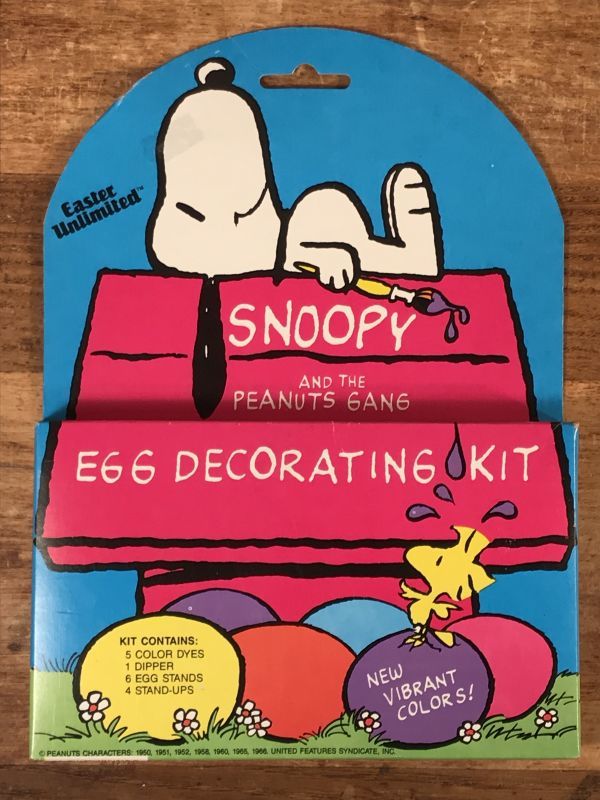 Easter
Unlimited™
SNOOPY
AND THE
PEANUTS GANG
EGG DECORATING KIT
KIT CONTAINS:
5 COLOR DYES
1 DIPPER
6 EGG STANDS
4 STAND-UPS
NEW
VIBRANT
COLORS!
© PEANUTS CHARACTERS: 1950, 1951, 1952, 1958, 1960, 1965, 1966. UNITED FEATURES SYNDICATE, INC.